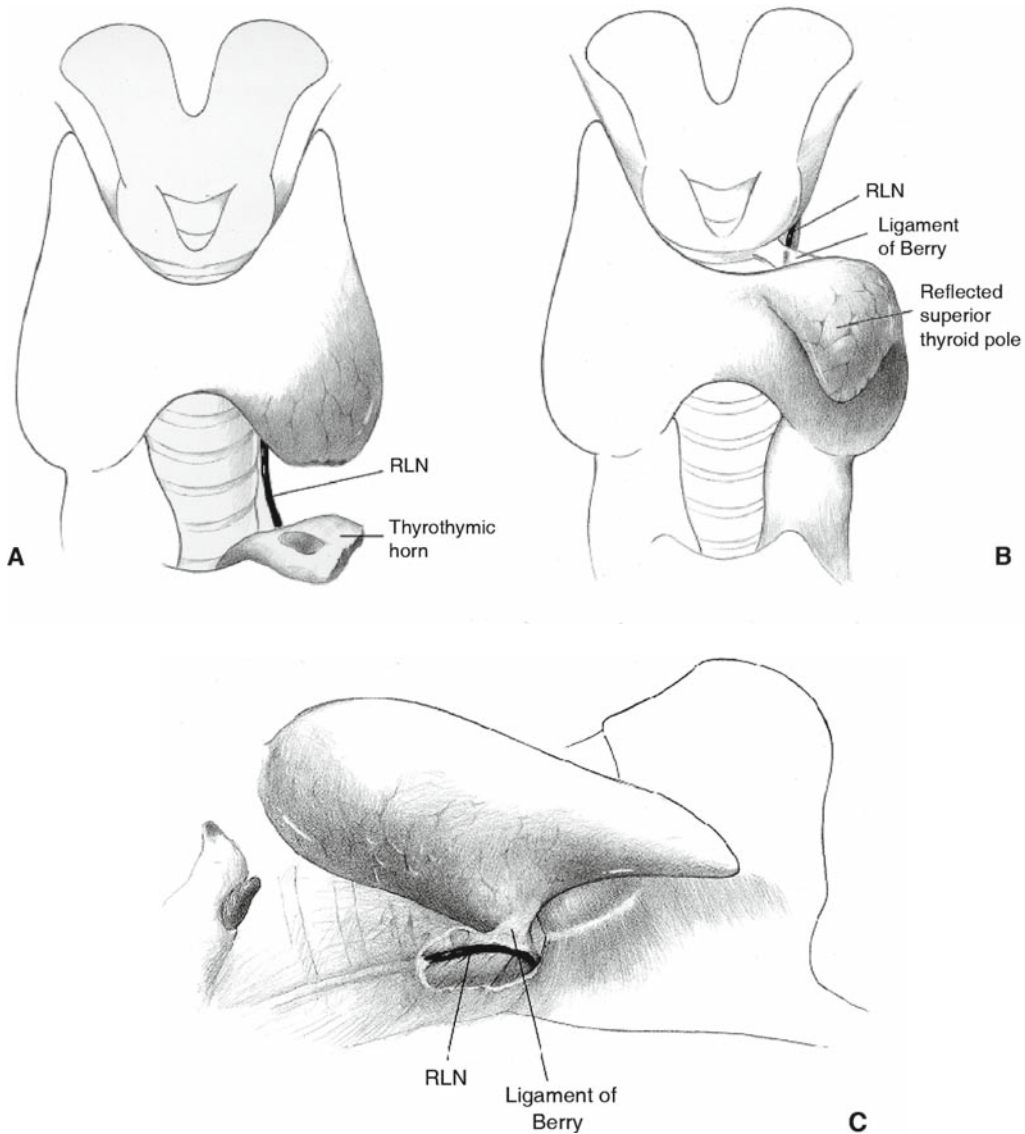 RLN
Thyrothymic
horn
A
RLN
Ligament
of Berry
Reflected
superior
thyroid pole
B
RLN
Ligament of
Berry
C